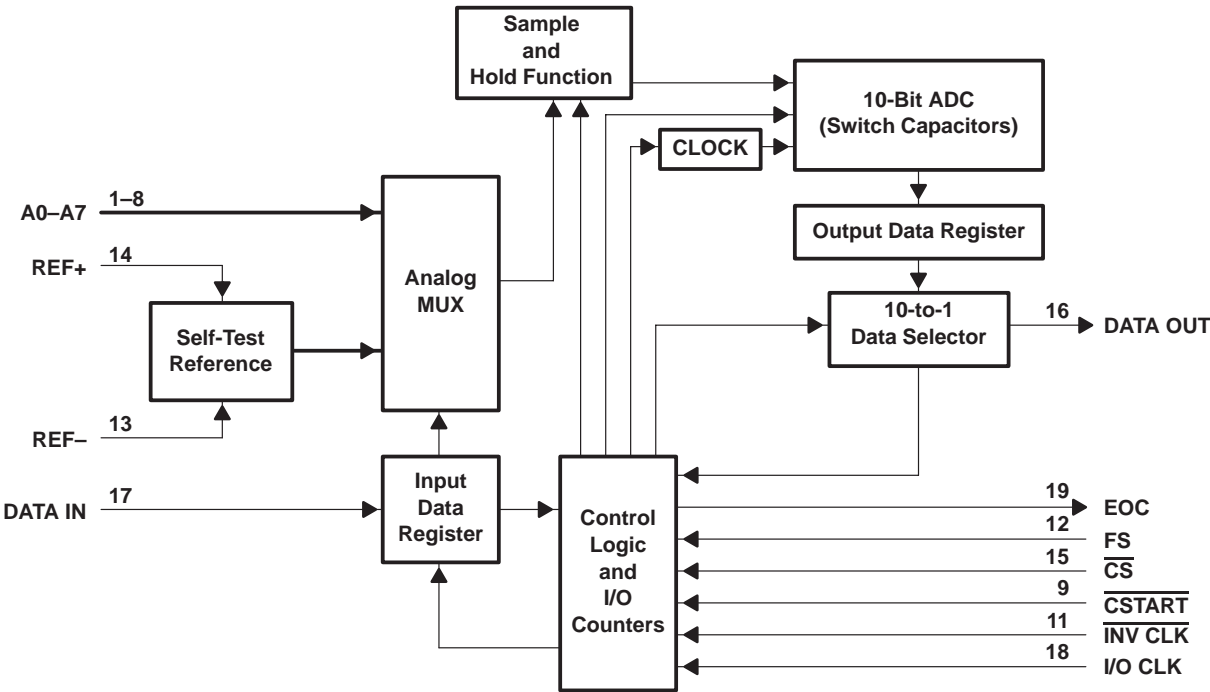 Sample
and
Hold Function
10-Bit ADC
(Switch Capacitors)
CLOCK
A0–A7
1–8
REF+
14
Analog
MUX
Output Data Register
Self-Test
Reference
10-to-1
Data Selector
16
DATA OUT
REF–
13
DATA IN
17
Input
Data
Register
Control
Logic
and
I/O
Counters
19
EOC
12
FS
15
CS
9
CSTART
11
INV CLK
18
I/O CLK